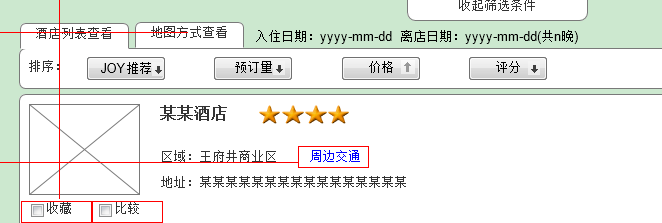 收起筛选条件
酒店列表查看 地图方式查看 入住日期：yyyy-mm-dd 离店日期：yyyy-mm-dd(共n晚)
排序： JOY推荐↓ 预订量↓ 价格↑ 评分↓
某某酒店
区域：王府井商业区 周边交通
地址：某某某某某某某某某某某某某某某某
收藏 比较